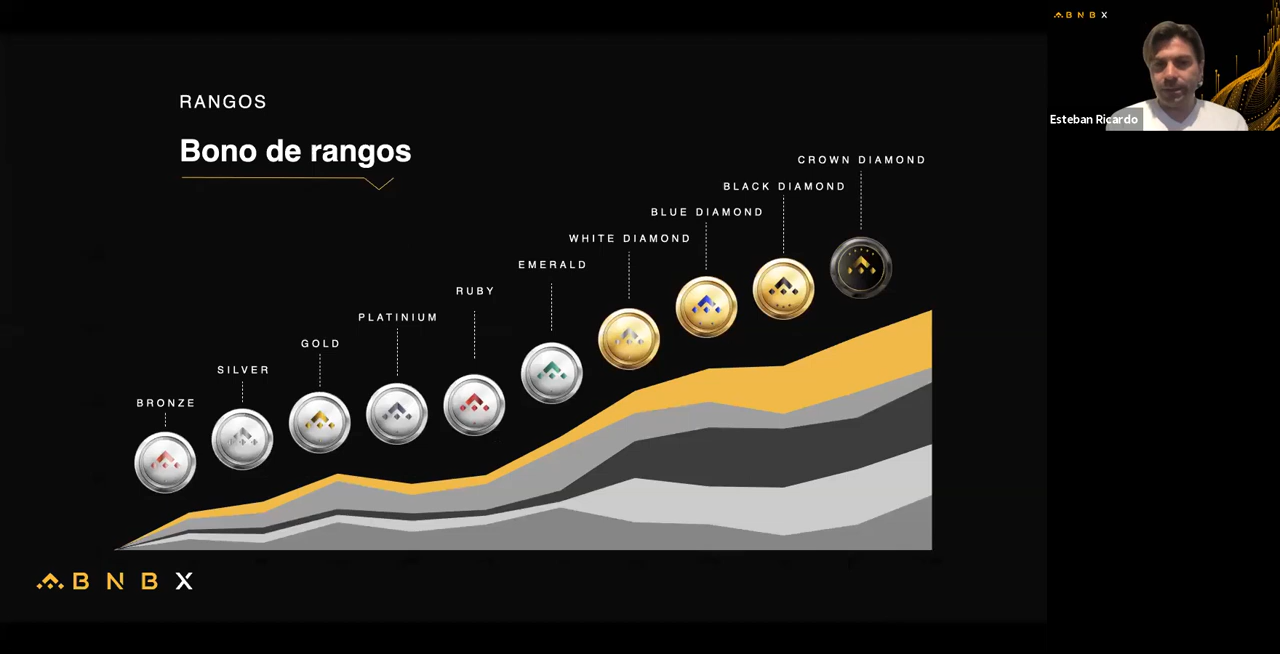 RANGOS
Bono de rangos
CROWN DIAMOND
BLACK DIAMOND
BLUE DIAMOND
WHITE DIAMOND
EMERALD
RUBY
PLATINIUM
GOLD
SILVER
BRONZE
BNBX
BNBX
Esteban Ricardo